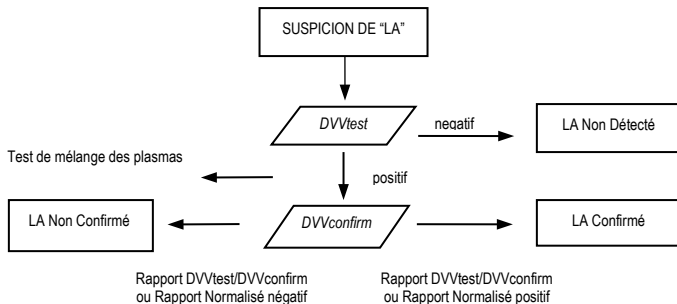 SUSPICION DE “LA”
DVVtest
negatif
LA Non Détecté
Test de mélange des plasmas
positif
LA Non Confirmé
DVVconfirm
LA Confirmé
Rapport DVVtest/DVVconfirm
ou Rapport Normalisé négatif
Rapport DVVtest/DVVconfirm
ou Rapport Normalisé positif